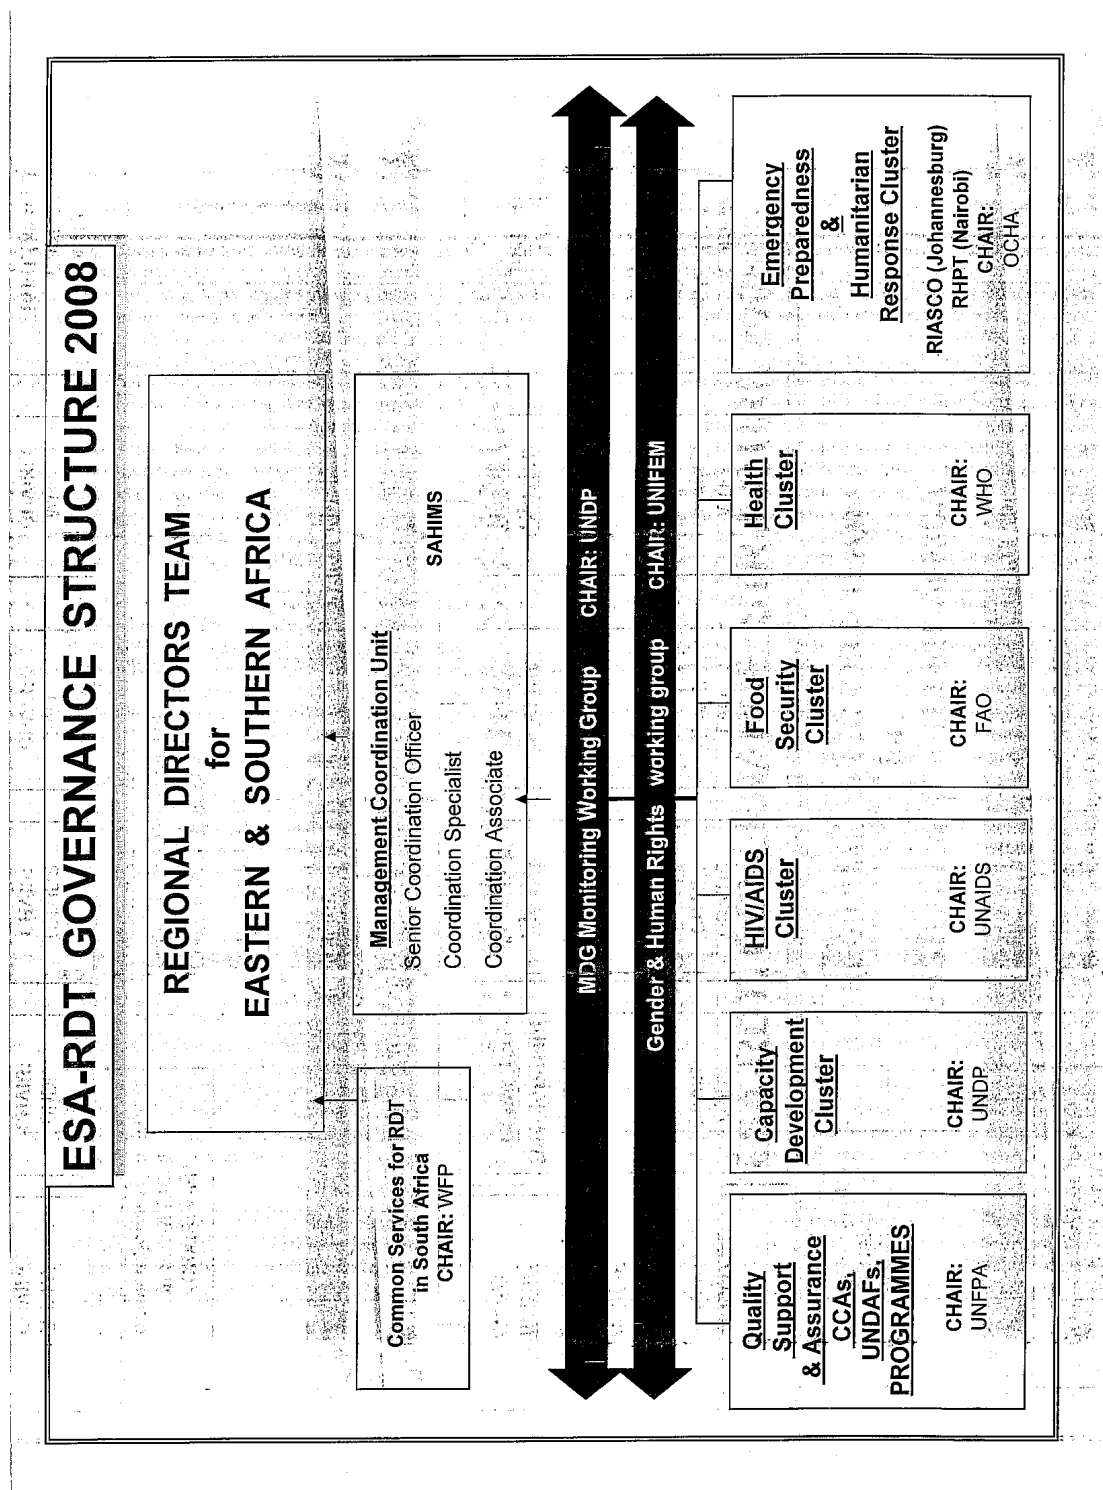 ESA-RDT GOVERNANCE STRUCTURE 2008
REGIONAL DIRECTORS TEAM
for
EASTERN & SOUTHERN AFRICA
Common Services for RDT
in South Africa
CHAIR: WFP
Management Coordination Unit
Senior Coordination Officer
SAHIMS
Coordination Specialist
Coordination Associate
MDG Monitoring Working Group CHAIR: UNDP
Gender & Human Rights working group CHAIR: UNIFEM
Quality
Support
& Assurance
CCAs,
UNDAFs,
PROGRAMMES
CHAIR:
UNFPA
Capacity
Development
Cluster
CHAIR:
UNDP
HIV/AIDS
Cluster
CHAIR:
UNAIDS
Food
Security
Cluster
CHAIR:
FAO
Health
Cluster
CHAIR:
WHO
Emergency
Preparedness
&
Humanitarian
Response Cluster
RIASCO (Johannesburg)
RHPT (Nairobi)
CHAIR:
OCHA